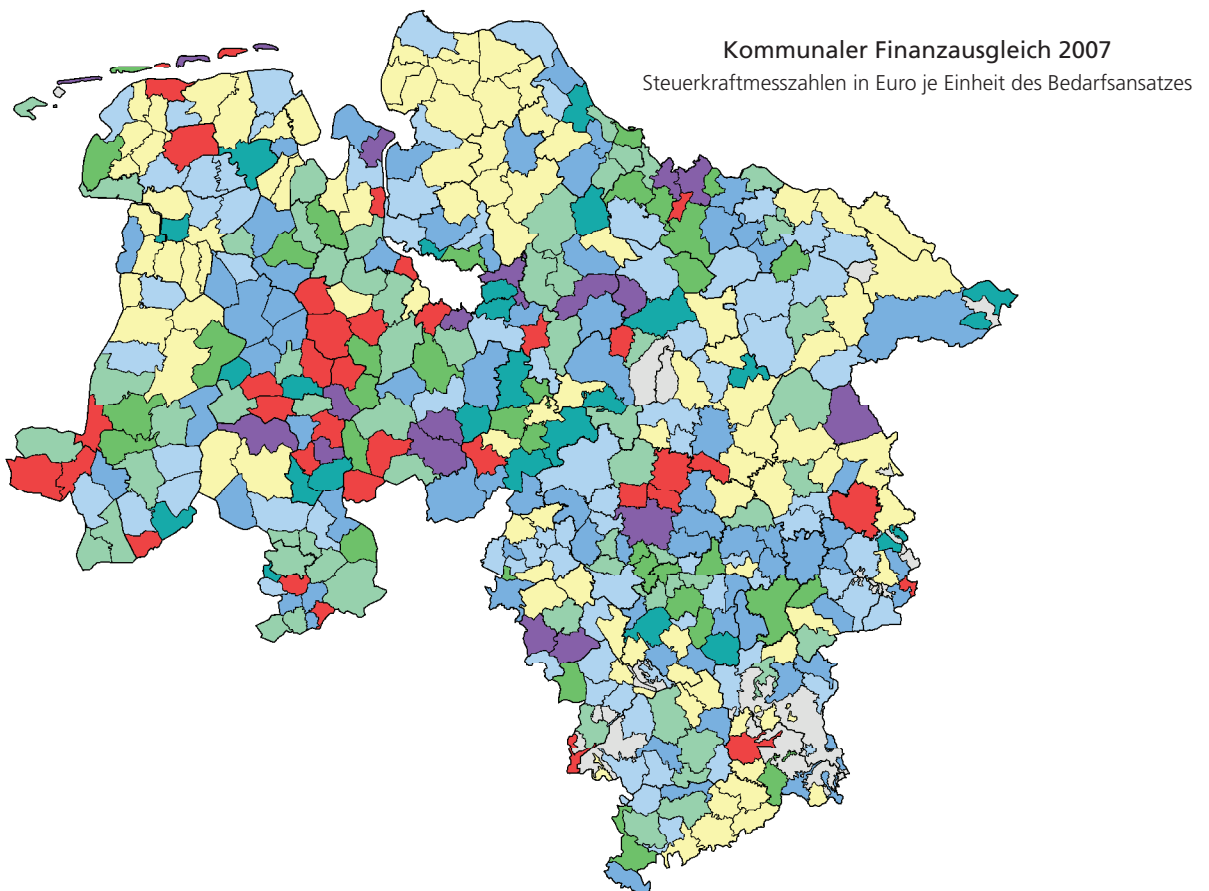 Kommunaler Finanzausgleich 2007
Steuerkraftmesszahlen in Euro je Einheit des Bedarfsansatzes